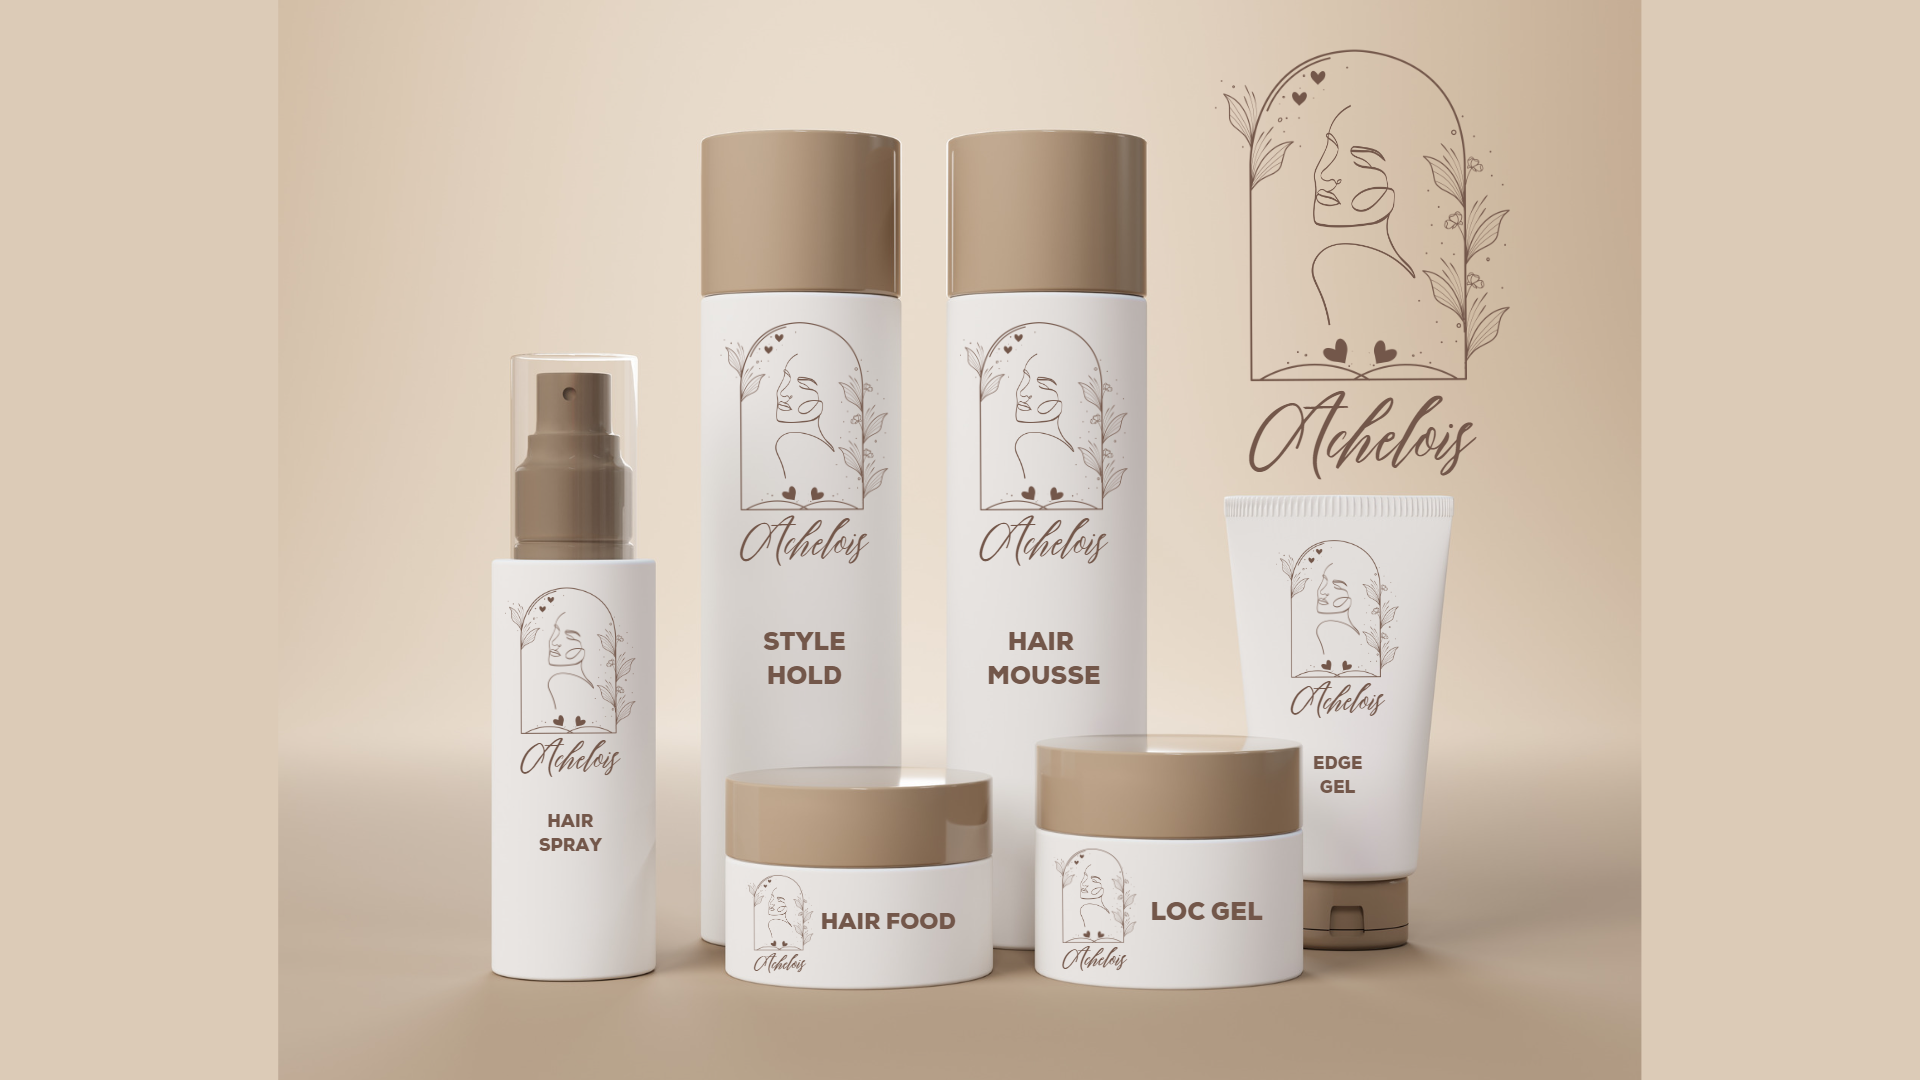 Achelois
Achelois
STYLE
HOLD
Achelois
HAIR
MOUSSE
Achelois
HAIR
SPRAY
Achelois
EDGE
GEL
Achelois
HAIR FOOD
Achelois
LOC GEL